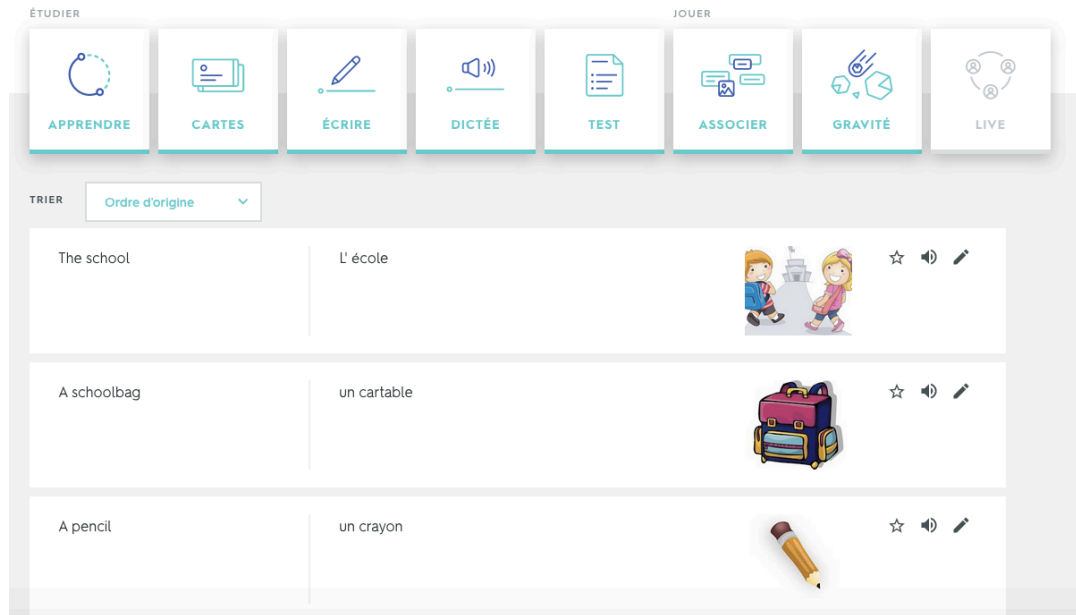 ÉTUDIER
JOUER
APPRENDRE
CARTES
ÉCRIRE
DICTÉE
TEST
ASSOCIER
GRAVITÉ
LIVE
TRIER
Ordre d'origine
The school
L' école
A schoolbag
un cartable
A pencil
un crayon